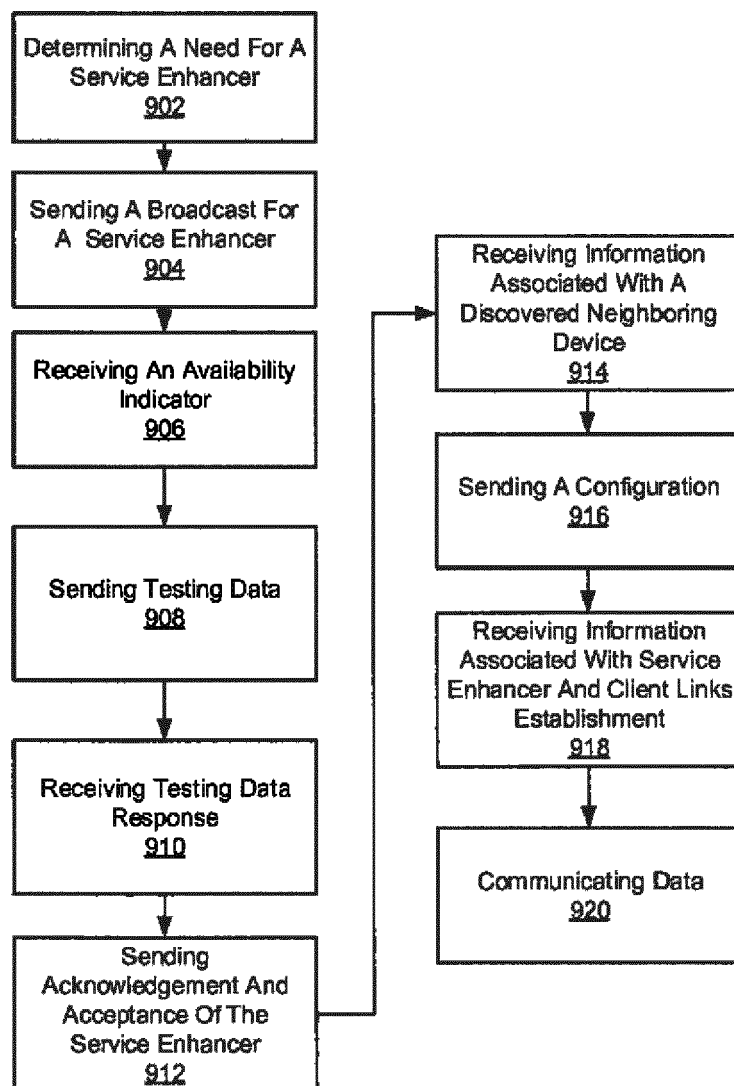 Determining A Need For A
Service Enhancer
902
Sending A Broadcast For
A Service Enhancer
904
Receiving An Availability
Indicator
906
Sending Testing Data
908
Receiving Testing Data
Response
910
Sending
Acknowledgement And
Acceptance Of The
Service Enhancer
912
Receiving Information
Associated With A
Discovered Neighboring
Device
914
Sending A Configuration
916
Receiving Information
Associated With Service
Enhancer And Client Links
Establishment
918
Communicating Data
920